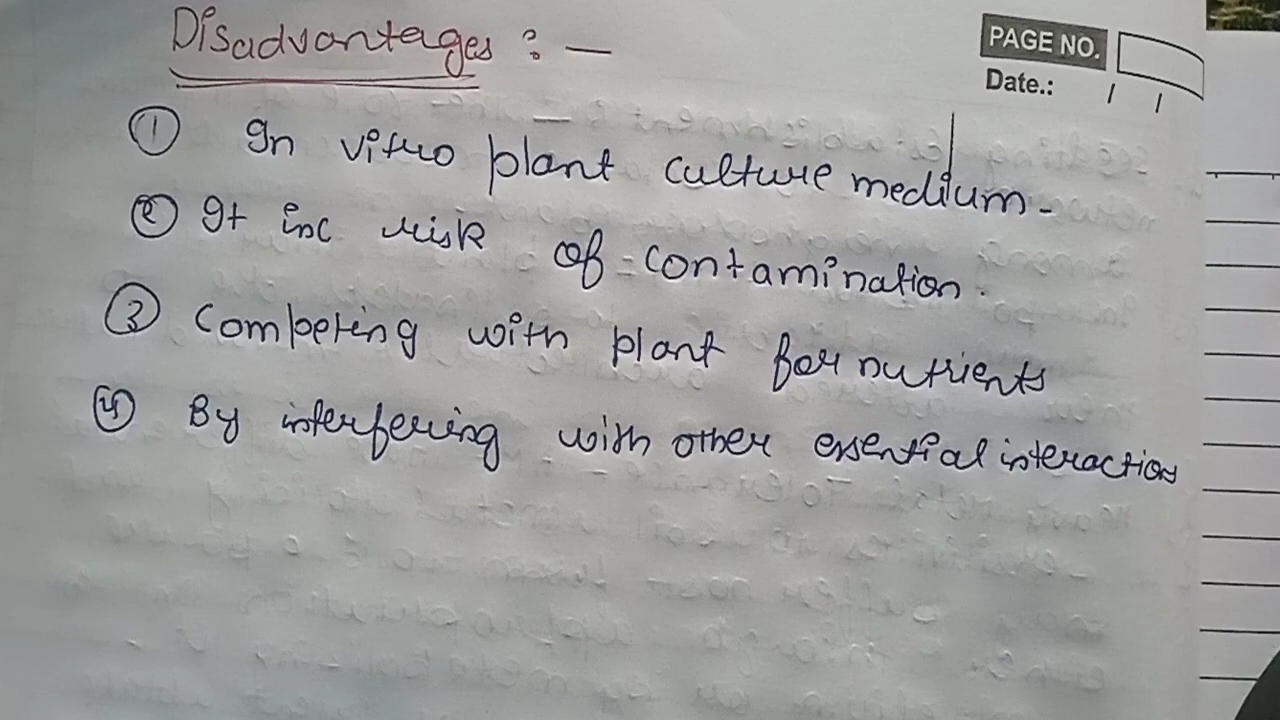 Disadvantages : —
PAGE NO.
Date.: / /
① In vitro plant culture medium -
② It inc risk of contamination.
③ Competing with plant for nutrients
④ By interfering with other essential interactions